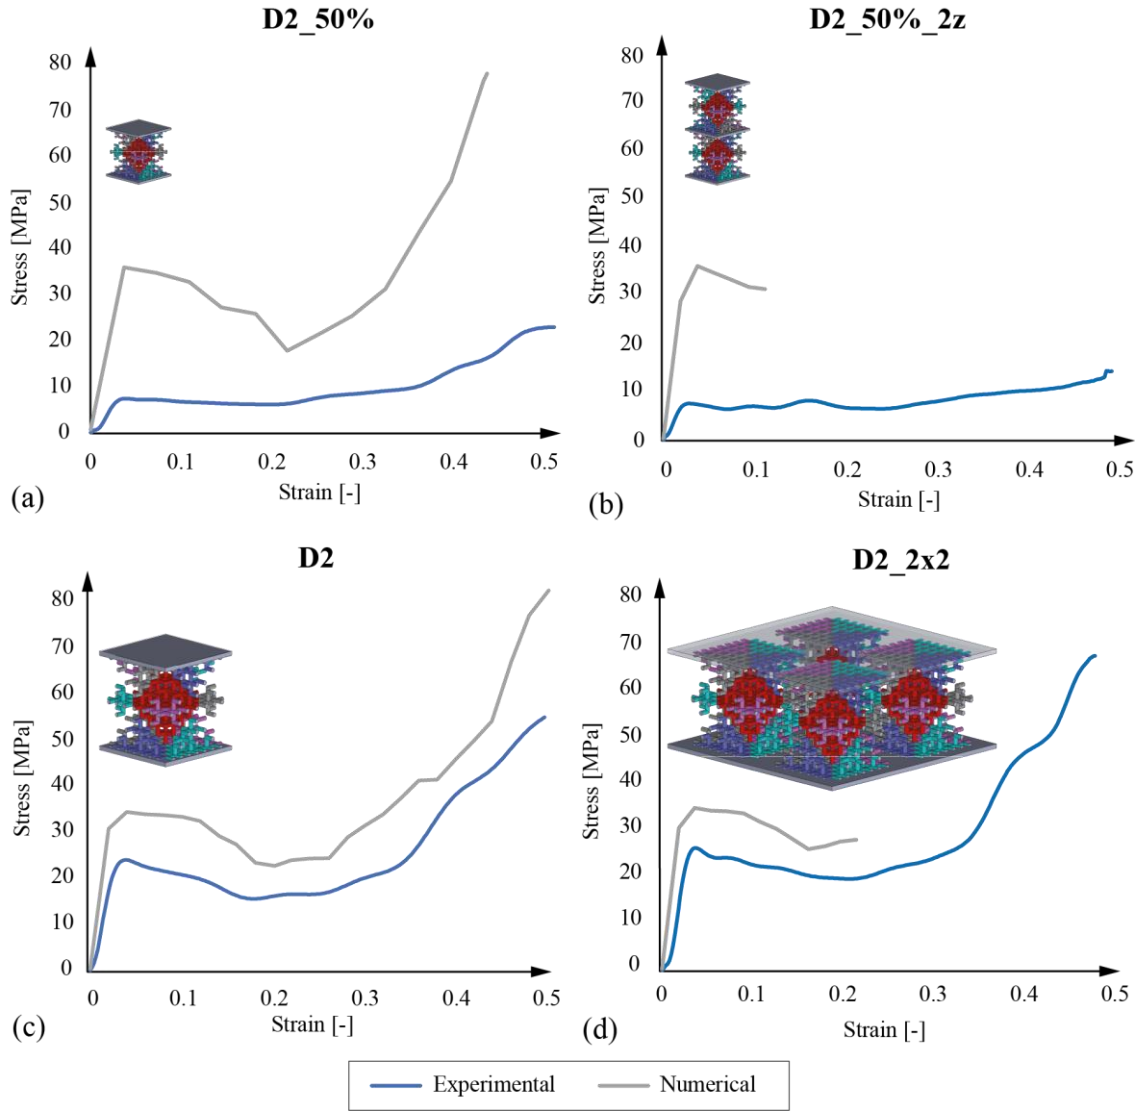 D2_50%
80
70
60
50
40
30
20
10
0
0 0.1 0.2 0.3 0.4 0.5
Stress [MPa]
Strain [-]
(a)
D2_50%_2z
80
70
60
50
40
30
20
10
0
0 0.1 0.2 0.3 0.4 0.5
Stress [MPa]
Strain [-]
(b)
D2
80
70
60
50
40
30
20
10
0
0 0.1 0.2 0.3 0.4 0.5
Stress [MPa]
Strain [-]
(c)
D2_2x2
80
70
60
50
40
30
20
10
0
0 0.1 0.2 0.3 0.4 0.5
Stress [MPa]
Strain [-]
(d)
Experimental Numerical